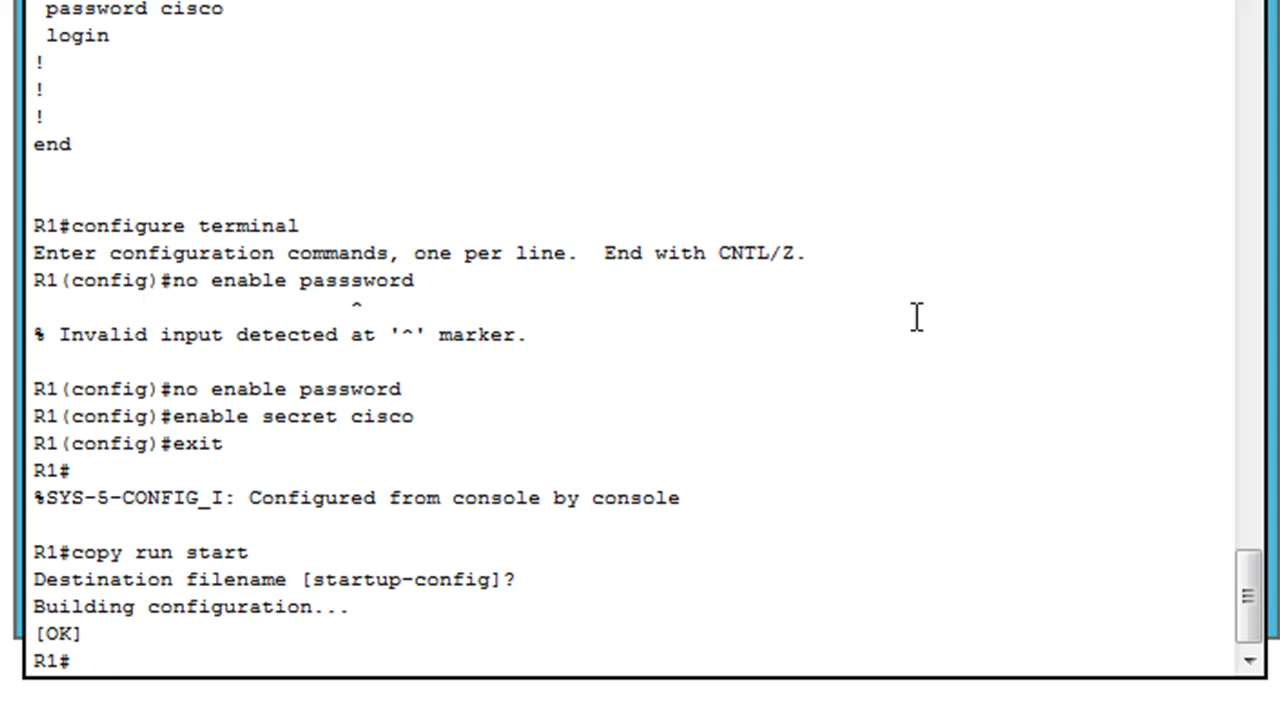 password cisco
login
!
!
!
end
R1#configure terminal
Enter configuration commands, one per line.  End with CNTL/Z.
R1(config)#no enable passsword
^
% Invalid input detected at '^' marker.
R1(config)#no enable password
R1(config)#enable secret cisco
R1(config)#exit
R1#
%SYS-5-CONFIG_I: Configured from console by console
R1#copy run start
Destination filename [startup-config]?
Building configuration...
[OK]
R1#